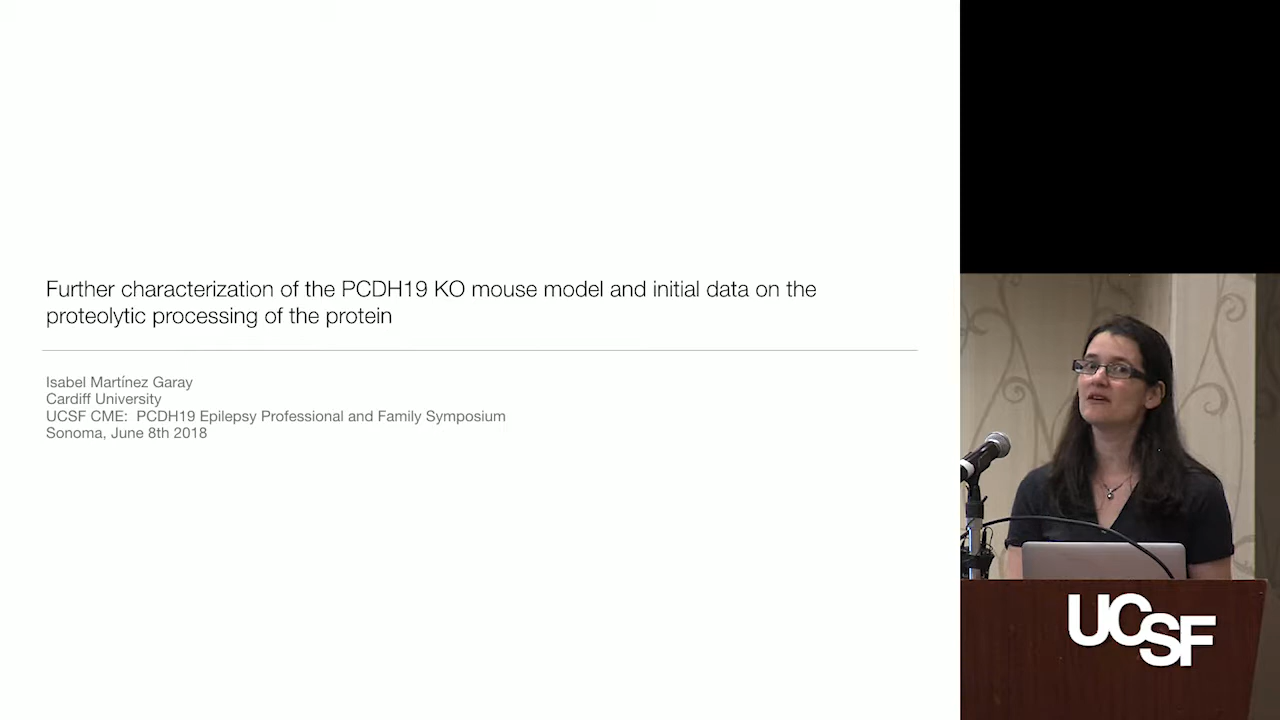 Further characterization of the PCDH19 KO mouse model and initial data on the
proteolytic processing of the protein
Isabel Martínez Garay
Cardiff University
UCSF CME:  PCDH19 Epilepsy Professional and Family Symposium
Sonoma, June 8th 2018
UCSF